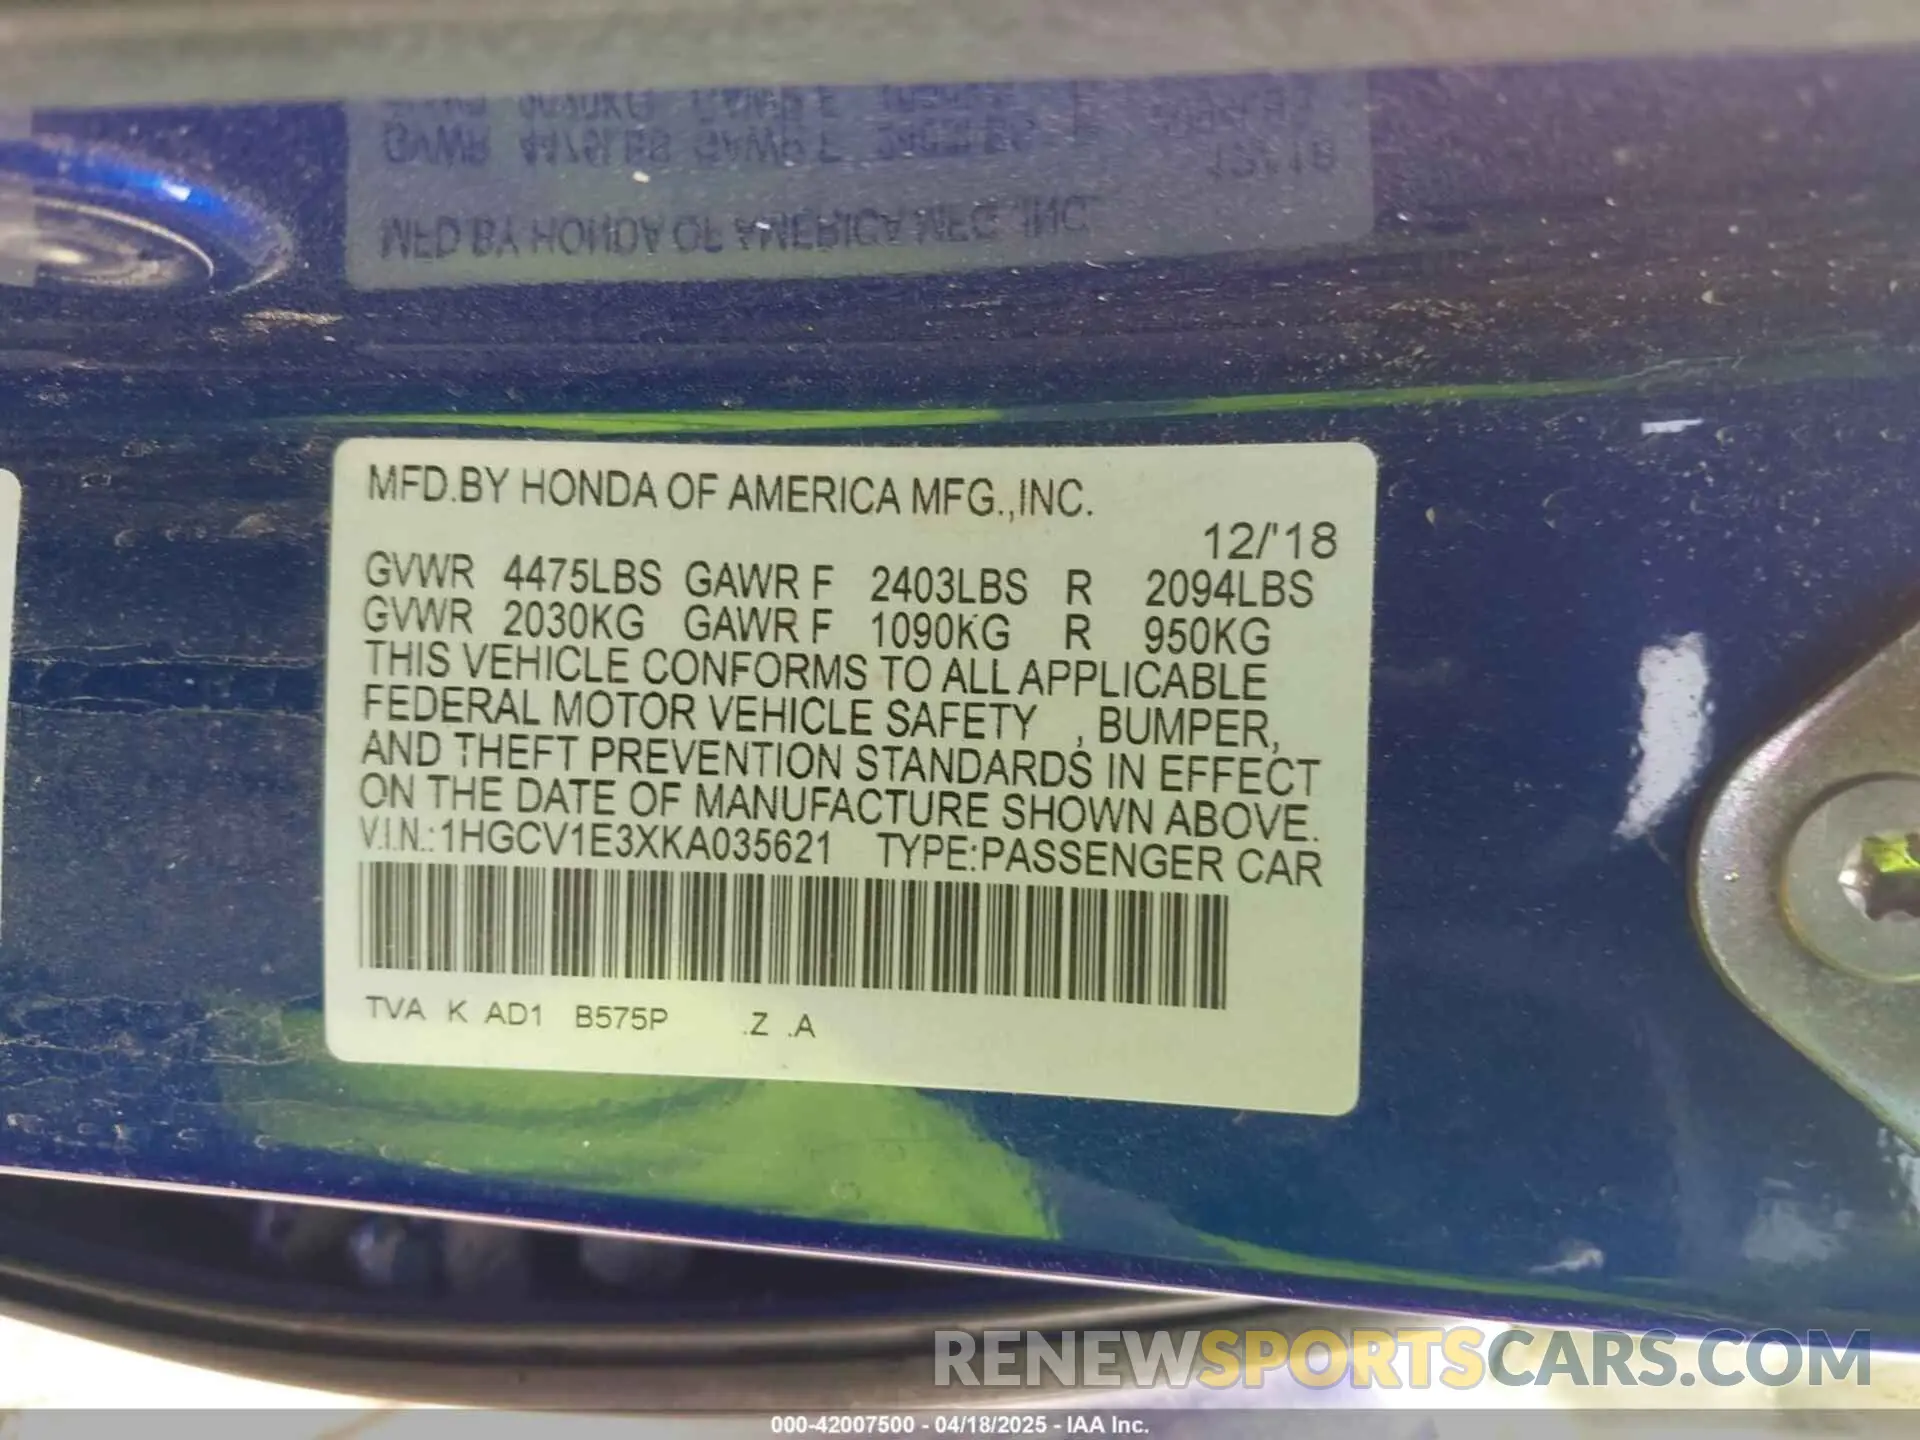 MFD.BY HONDA OF AMERICA MFG.,INC.
12/'18
GVWR 4475LBS GAWR F 2403LBS R 2094LBS
GVWR 2030KG GAWR F 1090KG R 950KG
THIS VEHICLE CONFORMS TO ALL APPLICABLE
FEDERAL MOTOR VEHICLE SAFETY , BUMPER,
AND THEFT PREVENTION STANDARDS IN EFFECT
ON THE DATE OF MANUFACTURE SHOWN ABOVE.
V.I.N.:1HGCV1E3XKA035621 TYPE:PASSENGER CAR
TVA K AD1 B575P .Z .A
RENEWSPORTSCARS.COM
000-42007500 - 04/18/2025 - IAA Inc.